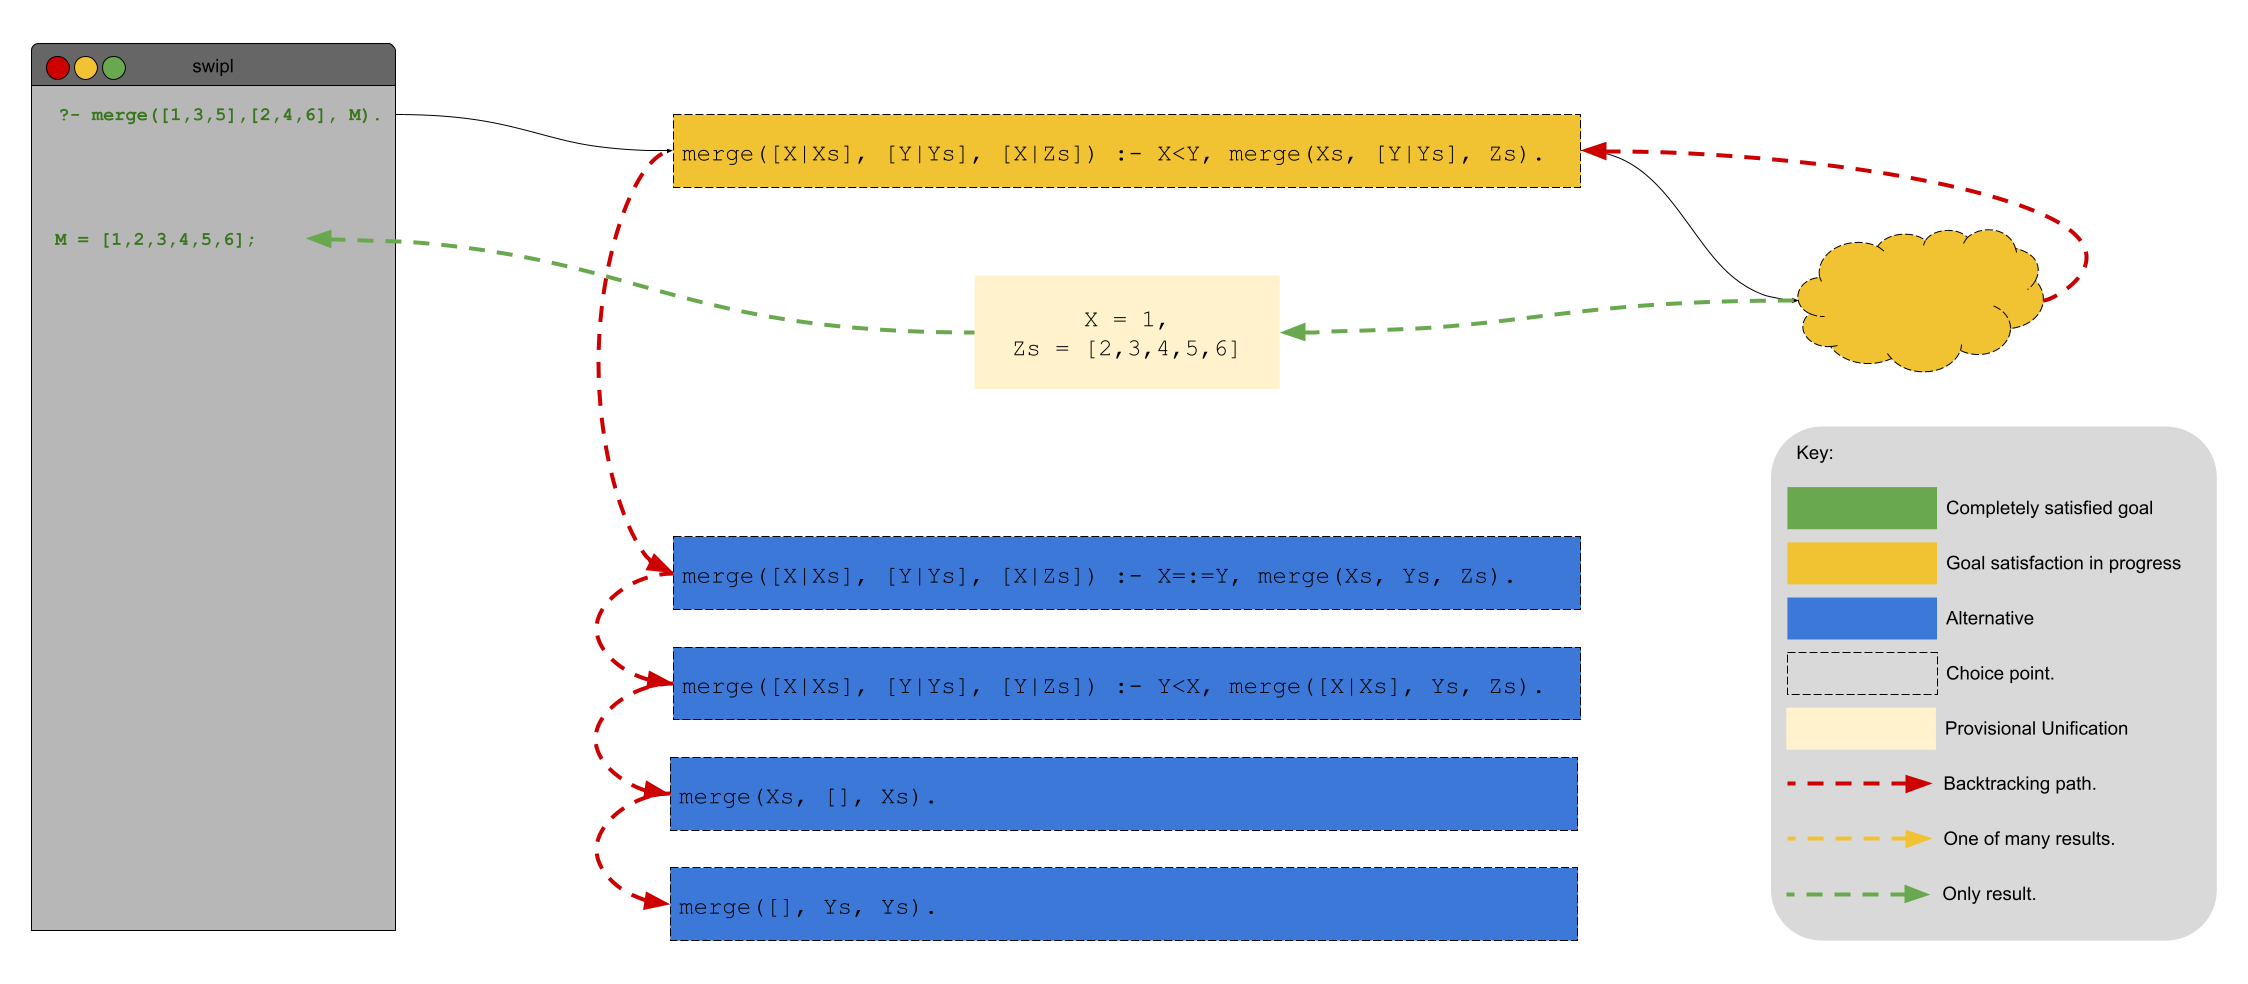 swipl
?- merge([1,3,5],[2,4,6], M).
M = [1,2,3,4,5,6];
merge([X|Xs], [Y|Ys], [X|Zs]) :- X<Y, merge(Xs, [Y|Ys], Zs).
X = 1,
Zs = [2,3,4,5,6]
merge([X|Xs], [Y|Ys], [X|Zs]) :- X=:=Y, merge(Xs, Ys, Zs).
merge([X|Xs], [Y|Ys], [Y|Zs]) :- Y<X, merge([X|Xs], Ys, Zs).
merge(Xs, [], Xs).
merge([], Ys, Ys).
Key:
Completely satisfied goal
Goal satisfaction in progress
Alternative
Choice point.
Provisional Unification
Backtracking path.
One of many results.
Only result.